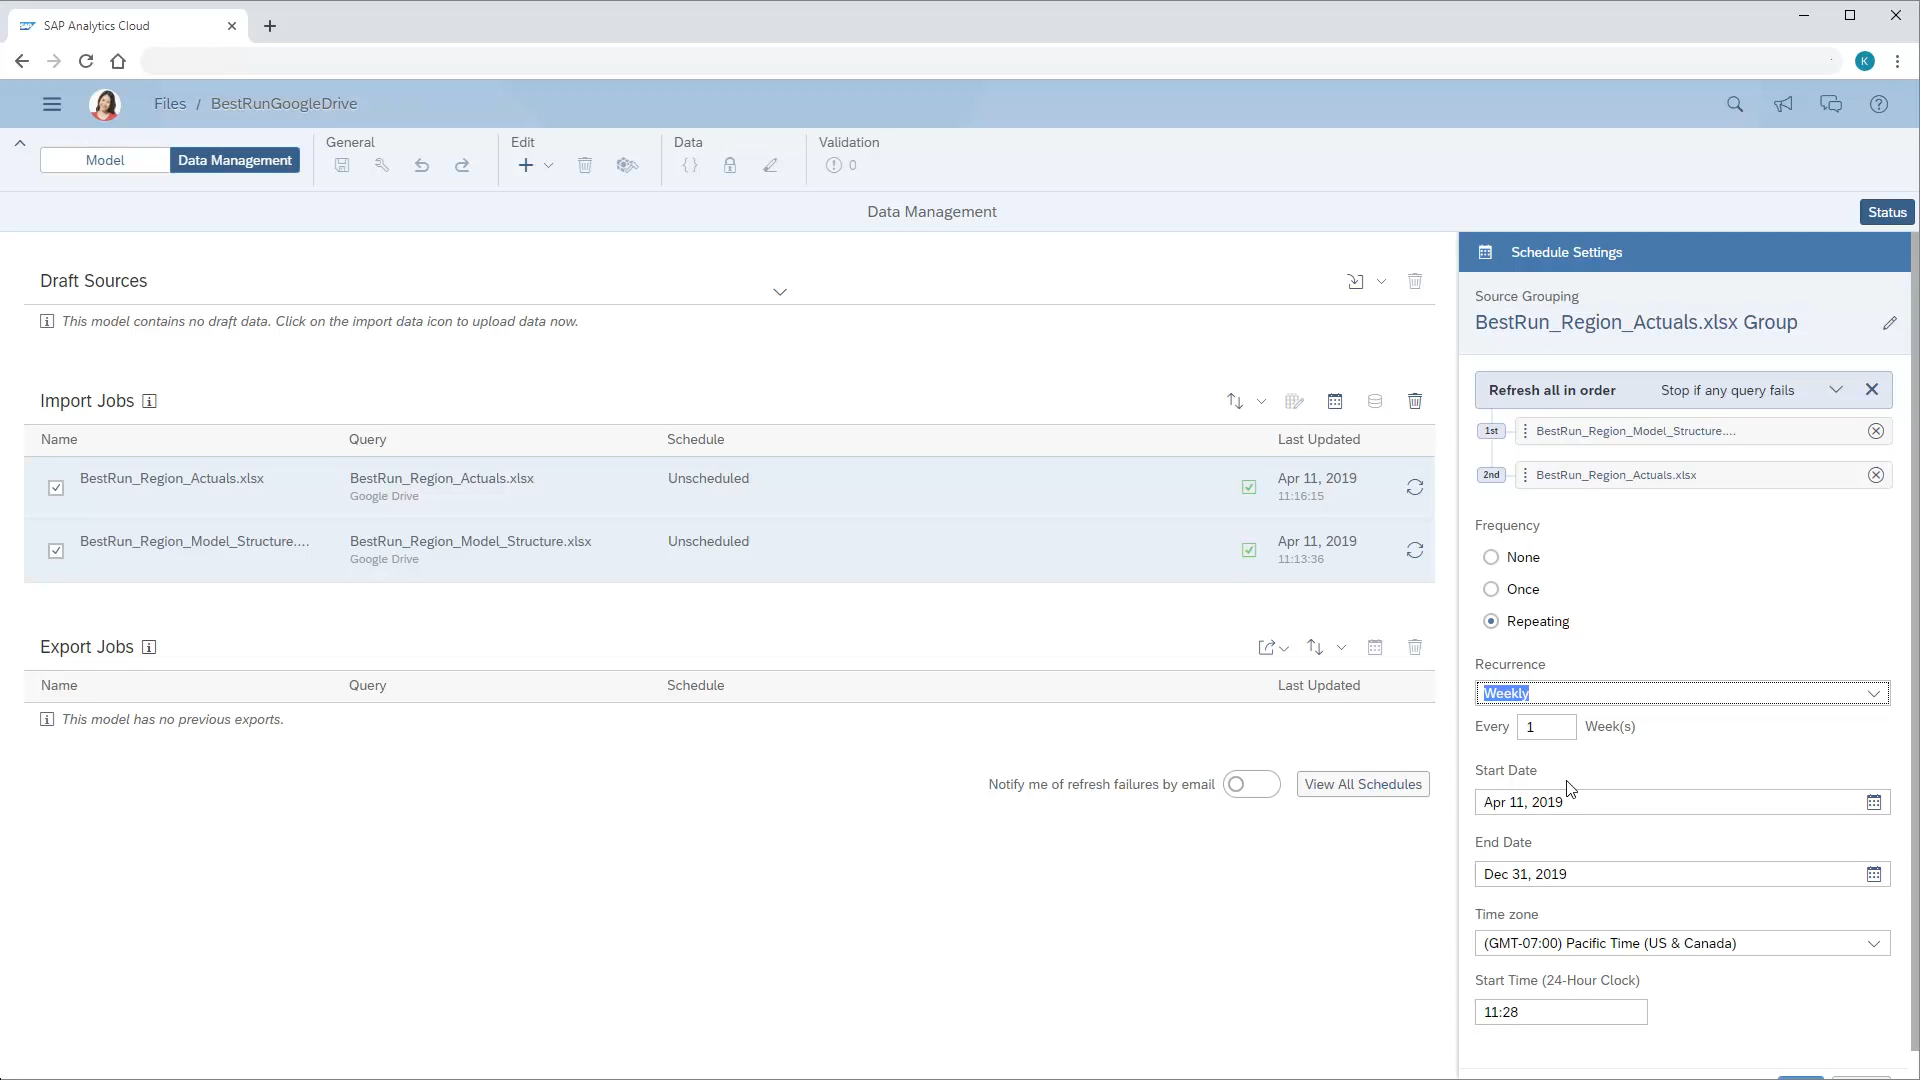 SAP Analytics Cloud
K
Files / BestRunGoogleDrive
Model
Data Management
General
Edit
Data
Validation
0
Data Management
Status
Draft Sources
This model contains no draft data. Click on the import data icon to upload data now.
Import Jobs
Name Query Schedule Last Updated
BestRun_Region_Actuals.xlsx BestRun_Region_Actuals.xlsx Unscheduled Apr 11, 2019
Google Drive 11:16:15
BestRun_Region_Model_Structure.... BestRun_Region_Model_Structure.xlsx Unscheduled Apr 11, 2019
Google Drive 11:13:36
Export Jobs
Name Query Schedule Last Updated
This model has no previous exports.
Notify me of refresh failures by email
View All Schedules
Schedule Settings
Source Grouping
BestRun_Region_Actuals.xlsx Group
Refresh all in order Stop if any query fails
1st BestRun_Region_Model_Structure....
2nd BestRun_Region_Actuals.xlsx
Frequency
None
Once
Repeating
Recurrence
Weekly
Every 1 Week(s)
Start Date
Apr 11, 2019
End Date
Dec 31, 2019
Time zone
(GMT-07:00) Pacific Time (US & Canada)
Start Time (24-Hour Clock)
11:28